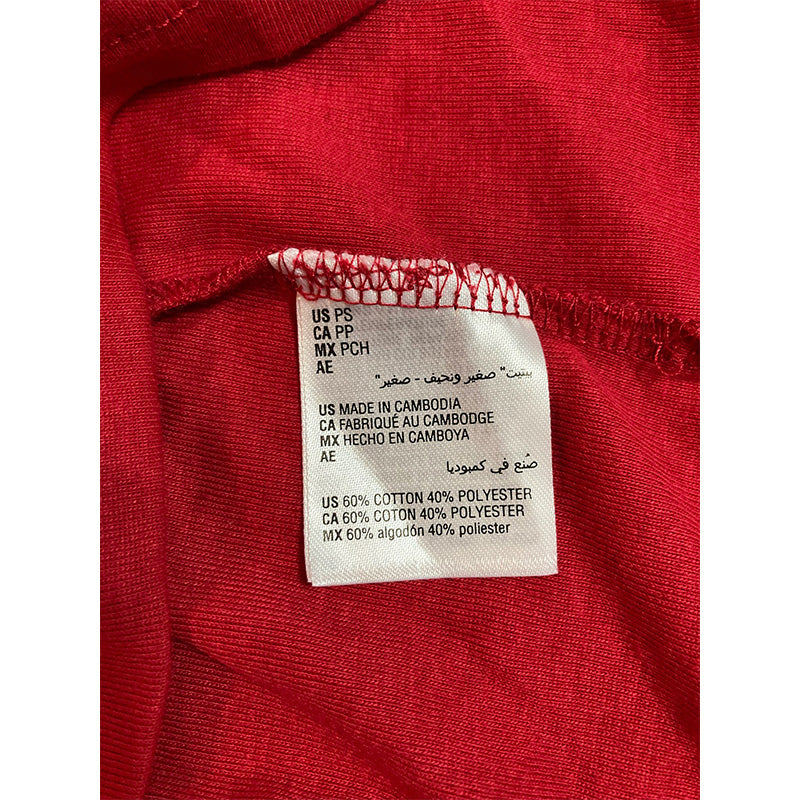 US PS
CA PP
MX PCH
AE
بيتيت" صغير ونحيف - صغير"
US MADE IN CAMBODIA
CA FABRIQUÉ AU CAMBODGE
MX HECHO EN CAMBOYA
AE
صُنع في كمبوديا
US 60% COTTON 40% POLYESTER
CA 60% COTON 40% POLYESTER
MX 60% algodón 40% poliester